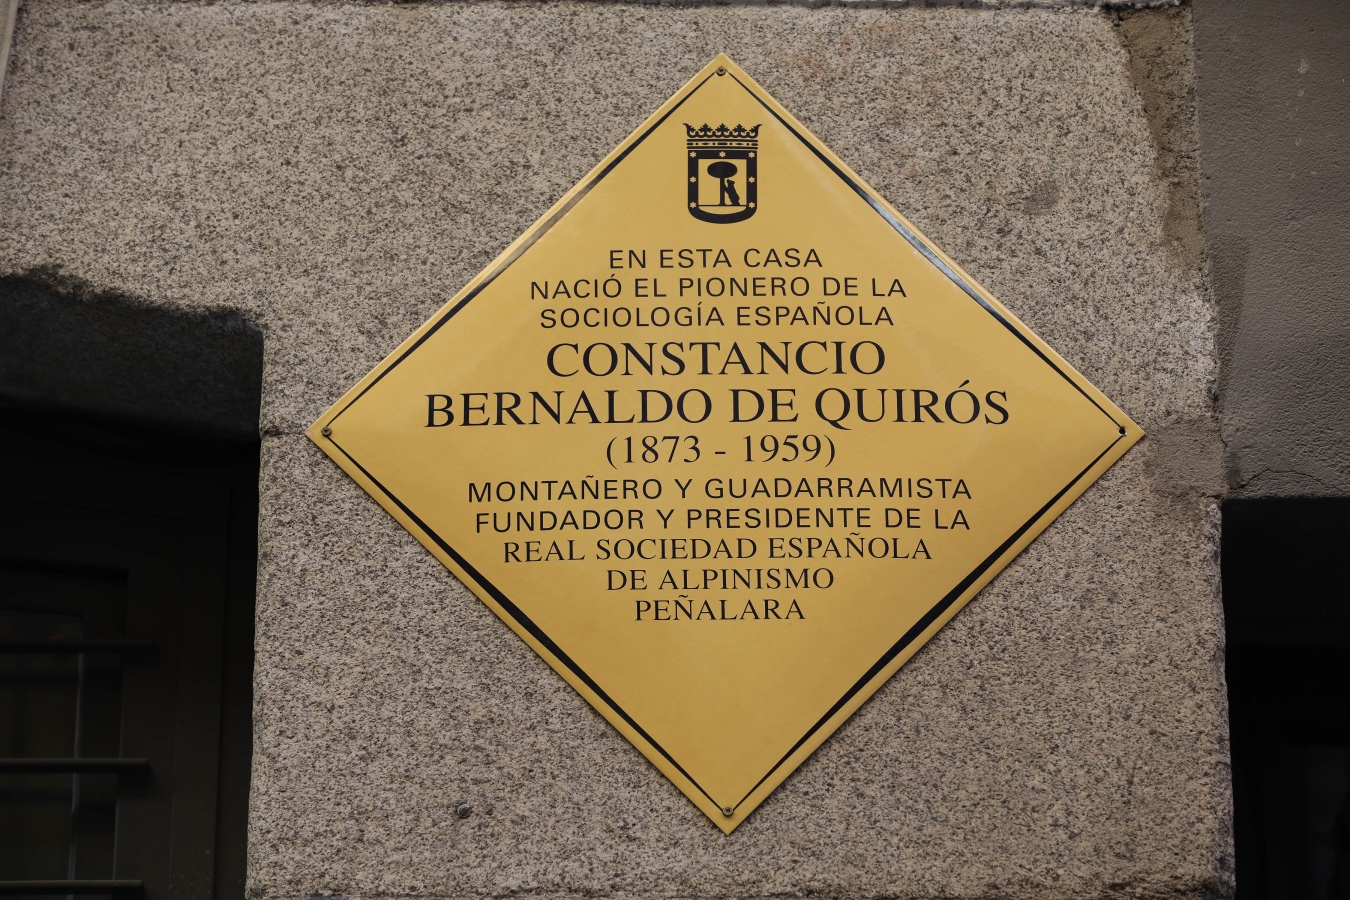 EN ESTA CASA
NACIÓ EL PIONERO DE LA
SOCIOLOGÍA ESPAÑOLA
CONSTANCIO
BERNALDO DE QUIRÓS
(1873 - 1959)
MONTAÑERO Y GUADARRAMISTA
FUNDADOR Y PRESIDENTE DE LA
REAL SOCIEDAD ESPAÑOLA
DE ALPINISMO
PEÑALARA